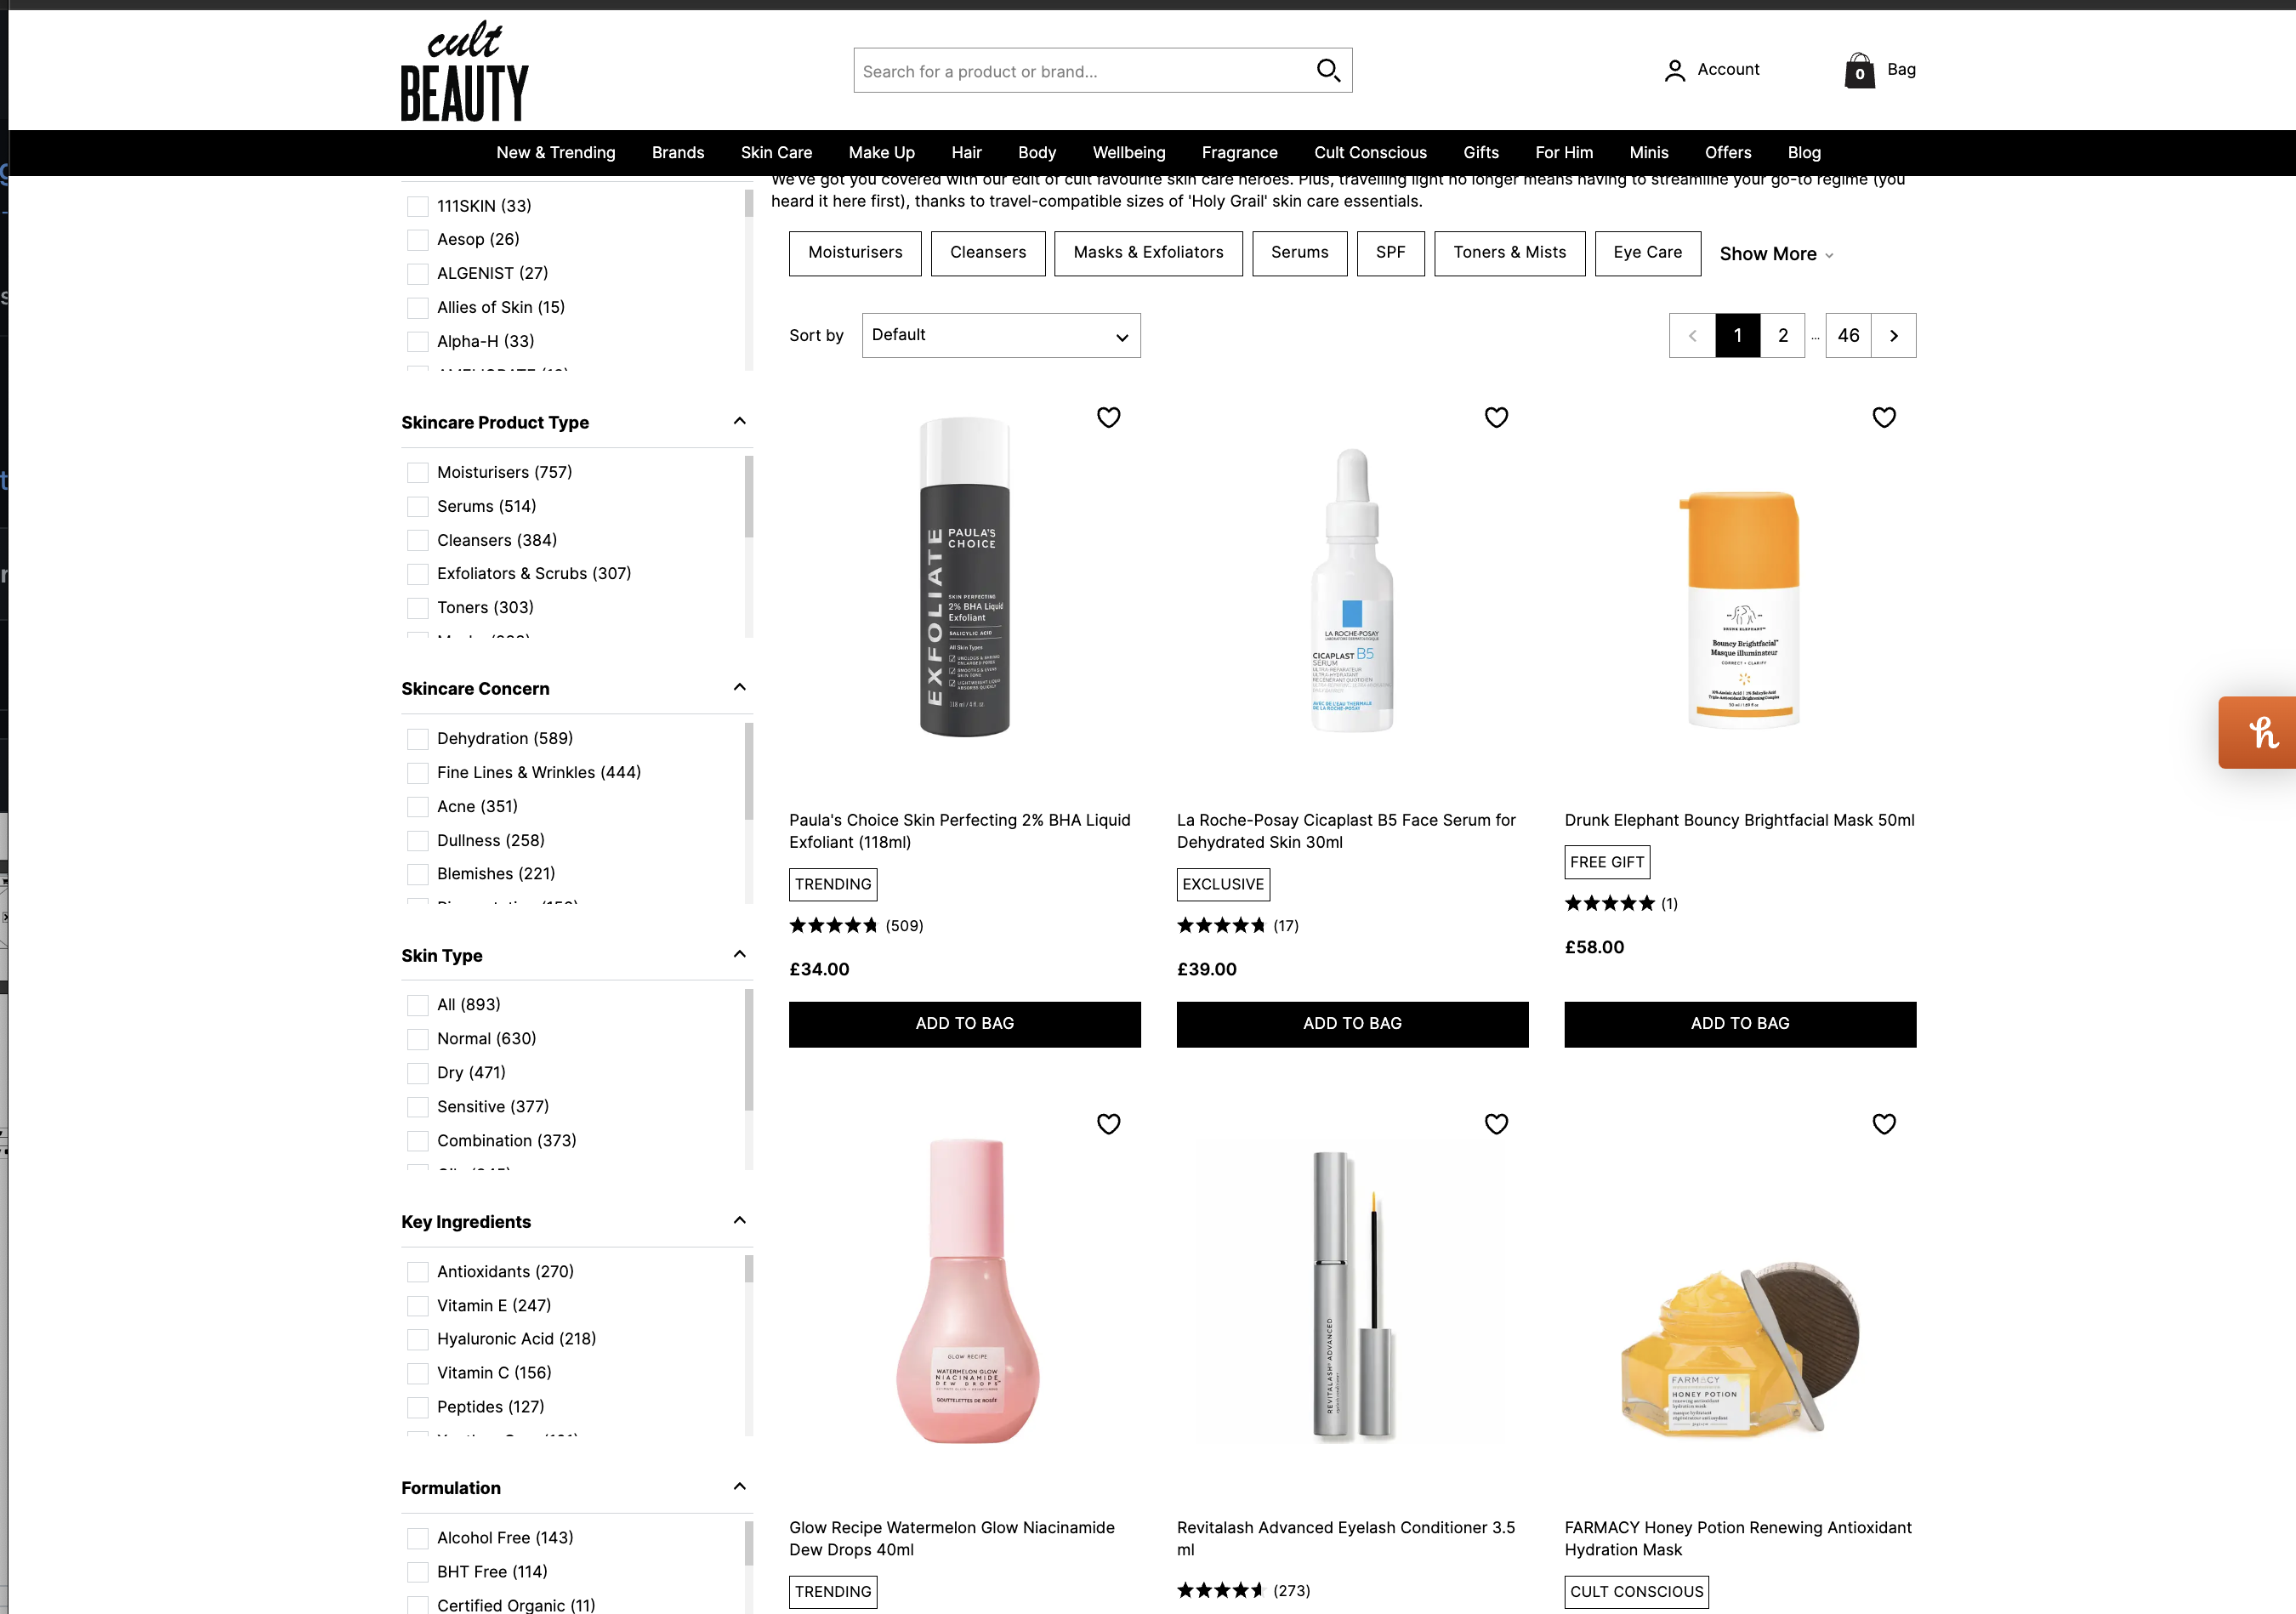 cult
BEAUTY
Search for a product or brand...
Account
0
Bag
New & Trending
Brands
Skin Care
Make Up
Hair
Body
Wellbeing
Fragrance
Cult Conscious
Gifts
For Him
Minis
Offers
Blog
We've got you covered with our edit of cult favourite skin care heroes. Plus, travelling light no longer means having to streamline your go-to regime (you
heard it here first), thanks to travel-compatible sizes of 'Holy Grail' skin care essentials.
Moisturisers
Cleansers
Masks & Exfoliators
Serums
SPF
Toners & Mists
Eye Care
Show More
Sort by
Default
1
2
...
46
111SKIN (33)
Aesop (26)
ALGENIST (27)
Allies of Skin (15)
Alpha-H (33)
Skincare Product Type
Moisturisers (757)
Serums (514)
Cleansers (384)
Exfoliators & Scrubs (307)
Toners (303)
Skincare Concern
Dehydration (589)
Fine Lines & Wrinkles (444)
Acne (351)
Dullness (258)
Blemishes (221)
Skin Type
All (893)
Normal (630)
Dry (471)
Sensitive (377)
Combination (373)
Key Ingredients
Antioxidants (270)
Vitamin E (247)
Hyaluronic Acid (218)
Vitamin C (156)
Peptides (127)
Formulation
Alcohol Free (143)
BHT Free (114)
Certified Organic (11)
EXFOLIATE
PAULA'S
CHOICE
SKIN PERFECTING
2% BHA Liquid
Exfoliant
SALICYLIC ACID
All Skin Types
118 ml / 4 fl. oz.
Paula's Choice Skin Perfecting 2% BHA Liquid
Exfoliant (118ml)
TRENDING
(509)
£34.00
ADD TO BAG
LA ROCHE-POSAY
CICAPLAST B5
SERUM
La Roche-Posay Cicaplast B5 Face Serum for
Dehydrated Skin 30ml
EXCLUSIVE
(17)
£39.00
ADD TO BAG
DRUNK ELEPHANT
Bouncy Brightfacial
Masque illuminateur
CORRECT + CLARIFY
Drunk Elephant Bouncy Brightfacial Mask 50ml
FREE GIFT
(1)
£58.00
ADD TO BAG
GLOW RECIPE
WATERMELON GLOW
NIACINAMIDE
DEW DROPS
GOUTTELETTES DE ROSÉE
Glow Recipe Watermelon Glow Niacinamide
Dew Drops 40ml
TRENDING
REVITALASH ADVANCED
Revitalash Advanced Eyelash Conditioner 3.5
ml
(273)
FARMACY
HONEY POTION
FARMACY Honey Potion Renewing Antioxidant
Hydration Mask
CULT CONSCIOUS
h